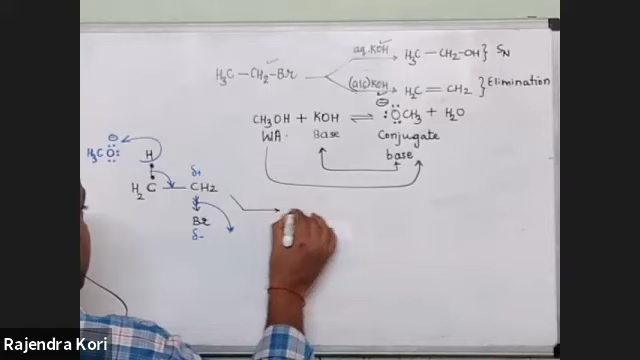 aq.KOH
H₃C—CH₂—OH} SN
H₃C—CH₂—Br
(alc)KOH
H₂C=CH₂ } Elimination
CH₃OH + KOH ⇌ :ÖCH₃⊖ + H₂O
WA. Base Conjugate
base
⊖
H₃CÖ: H δ+
H₂C—CH₂
Br
δ-
Rajendra Kori